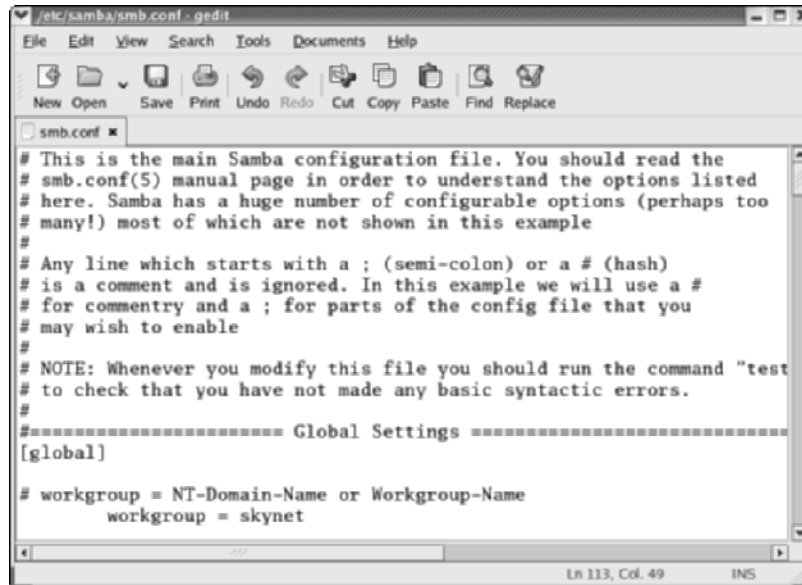 /etc/samba/smb.conf - gedit
File Edit View Search Tools Documents Help
New Open Save Print Undo Redo Cut Copy Paste Find Replace
smb.conf
# This is the main Samba configuration file. You should read the
# smb.conf(5) manual page in order to understand the options listed
# here. Samba has a huge number of configurable options (perhaps too
# many!) most of which are not shown in this example
#
# Any line which starts with a ; (semi-colon) or a # (hash)
# is a comment and is ignored. In this example we will use a #
# for commentry and a ; for parts of the config file that you
# may wish to enable
#
# NOTE: Whenever you modify this file you should run the command "test
# to check that you have not made any basic syntactic errors.
#
#======================= Global Settings =============================
[global]
# workgroup = NT-Domain-Name or Workgroup-Name
workgroup = skynet
Ln 113, Col. 49 INS